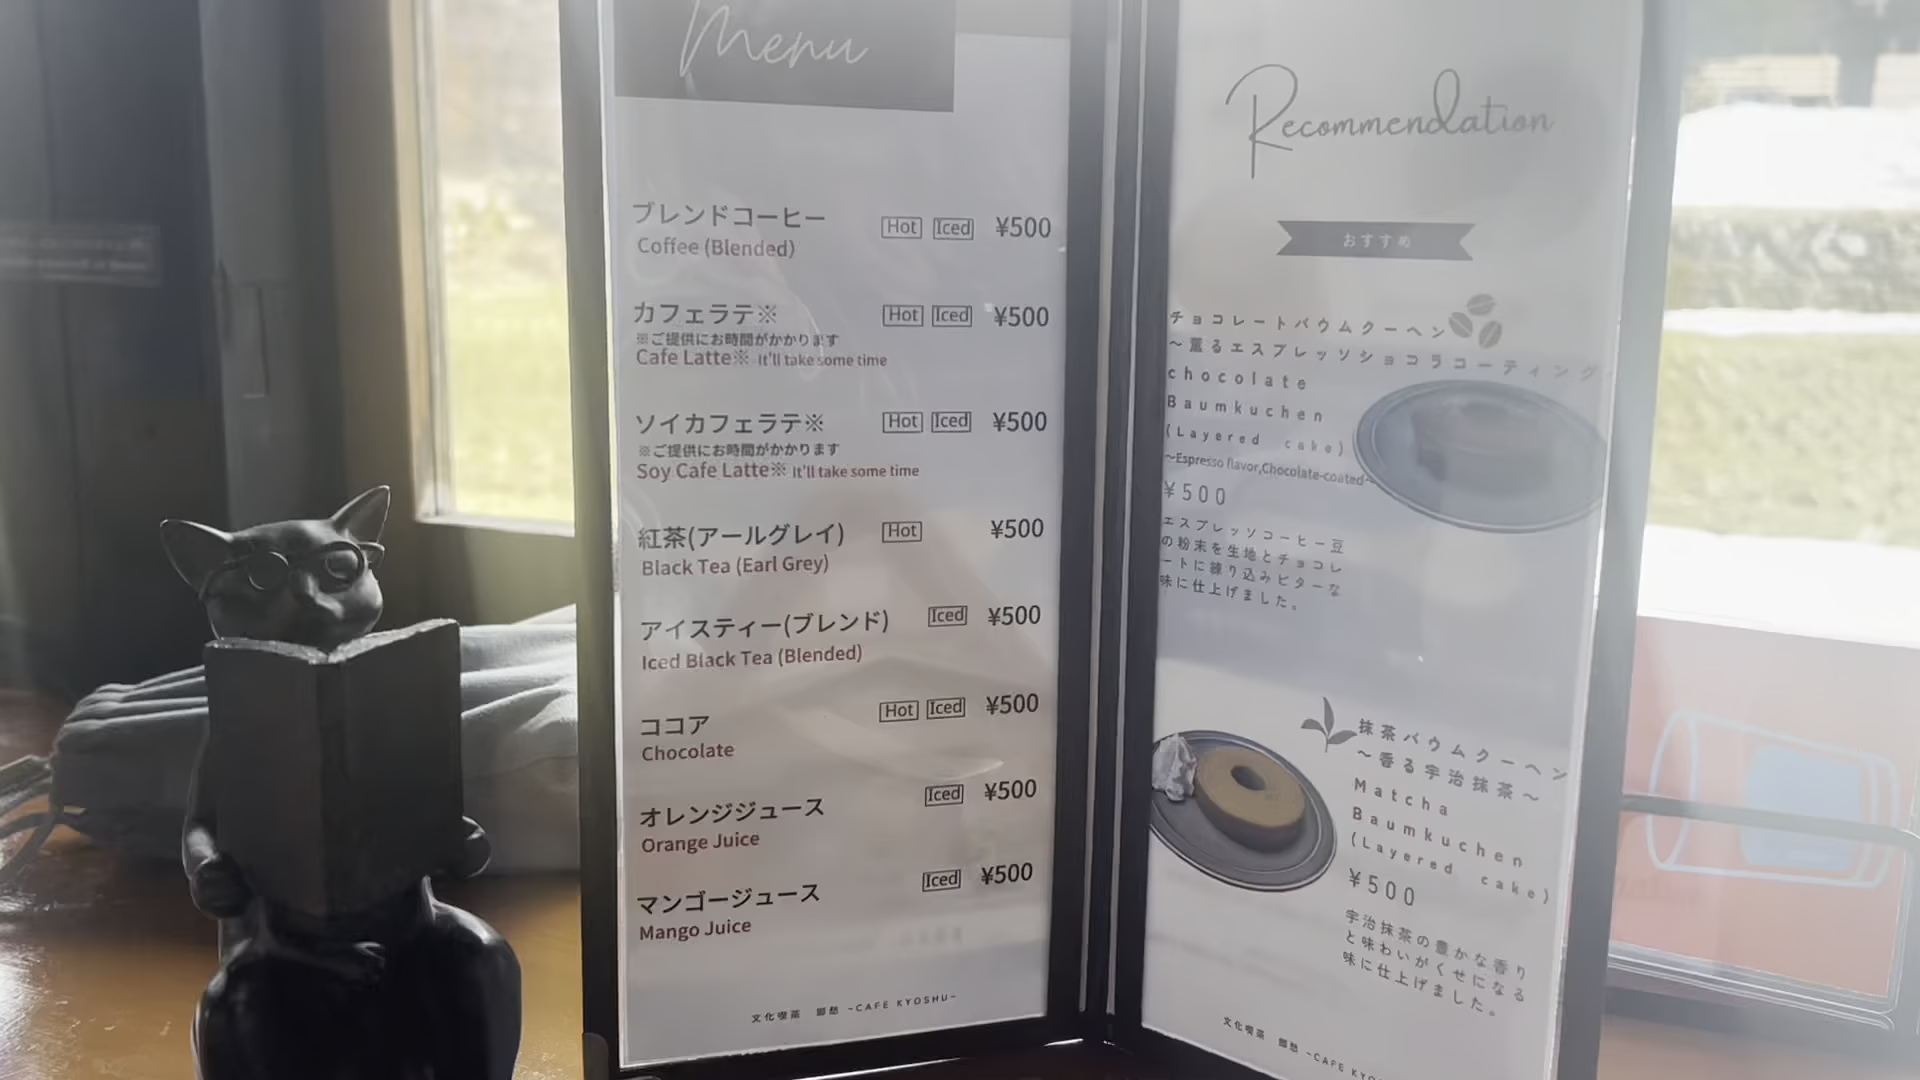 Menu
ブレンドコーヒー Hot Iced ¥500
Coffee (Blended)
カフェラテ※ Hot Iced ¥500
※ご提供にお時間がかかります
Cafe Latte※ It'll take some time
ソイカフェラテ※ Hot Iced ¥500
※ご提供にお時間がかかります
Soy Cafe Latte※ It'll take some time
紅茶(アールグレイ) Hot ¥500
Black Tea (Earl Grey)
アイスティー(ブレンド) Iced ¥500
Iced Black Tea (Blended)
ココア Hot Iced ¥500
Chocolate
オレンジジュース Iced ¥500
Orange Juice
マンゴージュース Iced ¥500
Mango Juice
文化喫茶 郷愁 ~CAFE KYOSHU~
Recommendation
おすすめ
チョコレートバウムクーヘン
～薫るエスプレッソショコラコーティング
chocolate
Baumkuchen
(Layered cake)
～Espresso flavor,Chocolate-coated～
¥500
エスプレッソコーヒー豆
の粉末を生地とチョコレ
ートに練り込みビターな
味に仕上げました。
抹茶バウムクーヘン
～香る宇治抹茶～
Matcha
Baumkuchen
(Layered cake)
¥500
宇治抹茶の豊かな香り
と味わいがくせになる
味に仕上げました。
文化喫茶 郷愁 ~CAFE KYO